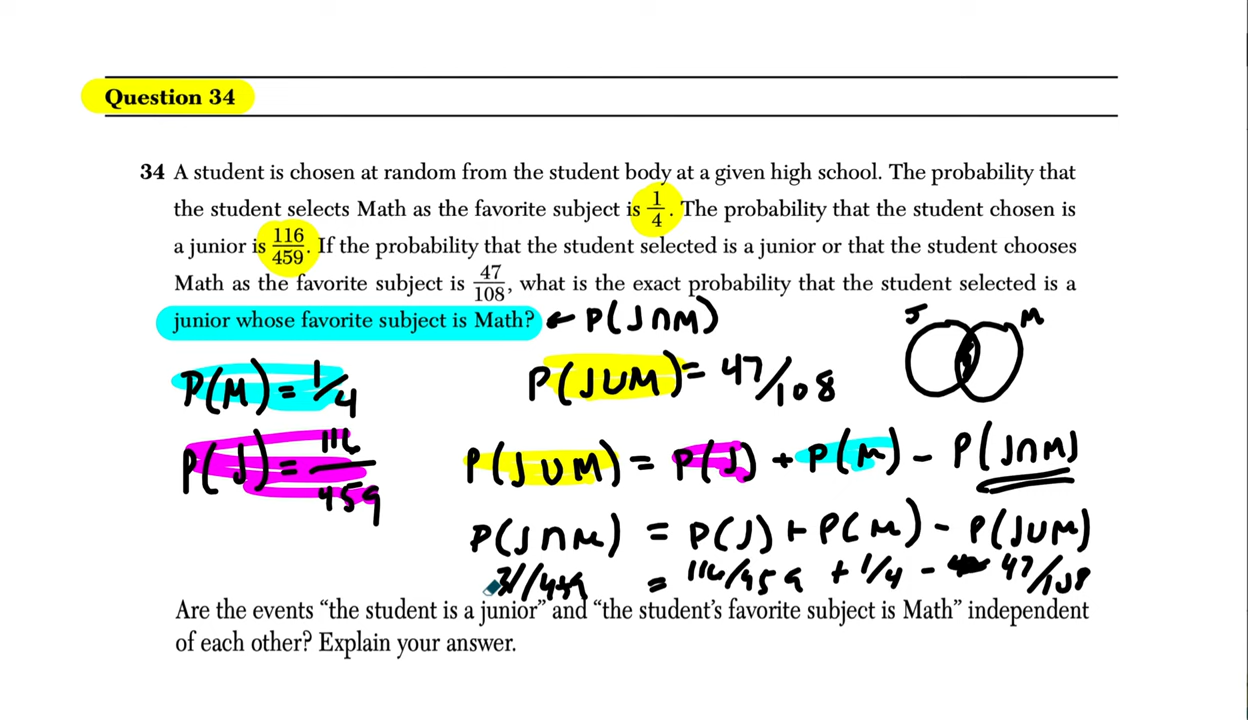 Question 34
34 A student is chosen at random from the student body at a given high school. The probability that
the student selects Math as the favorite subject is 1/4. The probability that the student chosen is
a junior is 116/459. If the probability that the student selected is a junior or that the student chooses
Math as the favorite subject is 47/108, what is the exact probability that the student selected is a
junior whose favorite subject is Math? ← P(J∩M)
J M
P(M) = 1/4
P(J∪M) = 47/108
P(J) = 116/459
P(J∪M) = P(J) + P(M) - P(J∩M)
P(J∩M) = P(J) + P(M) - P(J∪M)
31/459 = 116/459 + 1/4 - 47/108
Are the events “the student is a junior” and “the student’s favorite subject is Math” independent
of each other? Explain your answer.